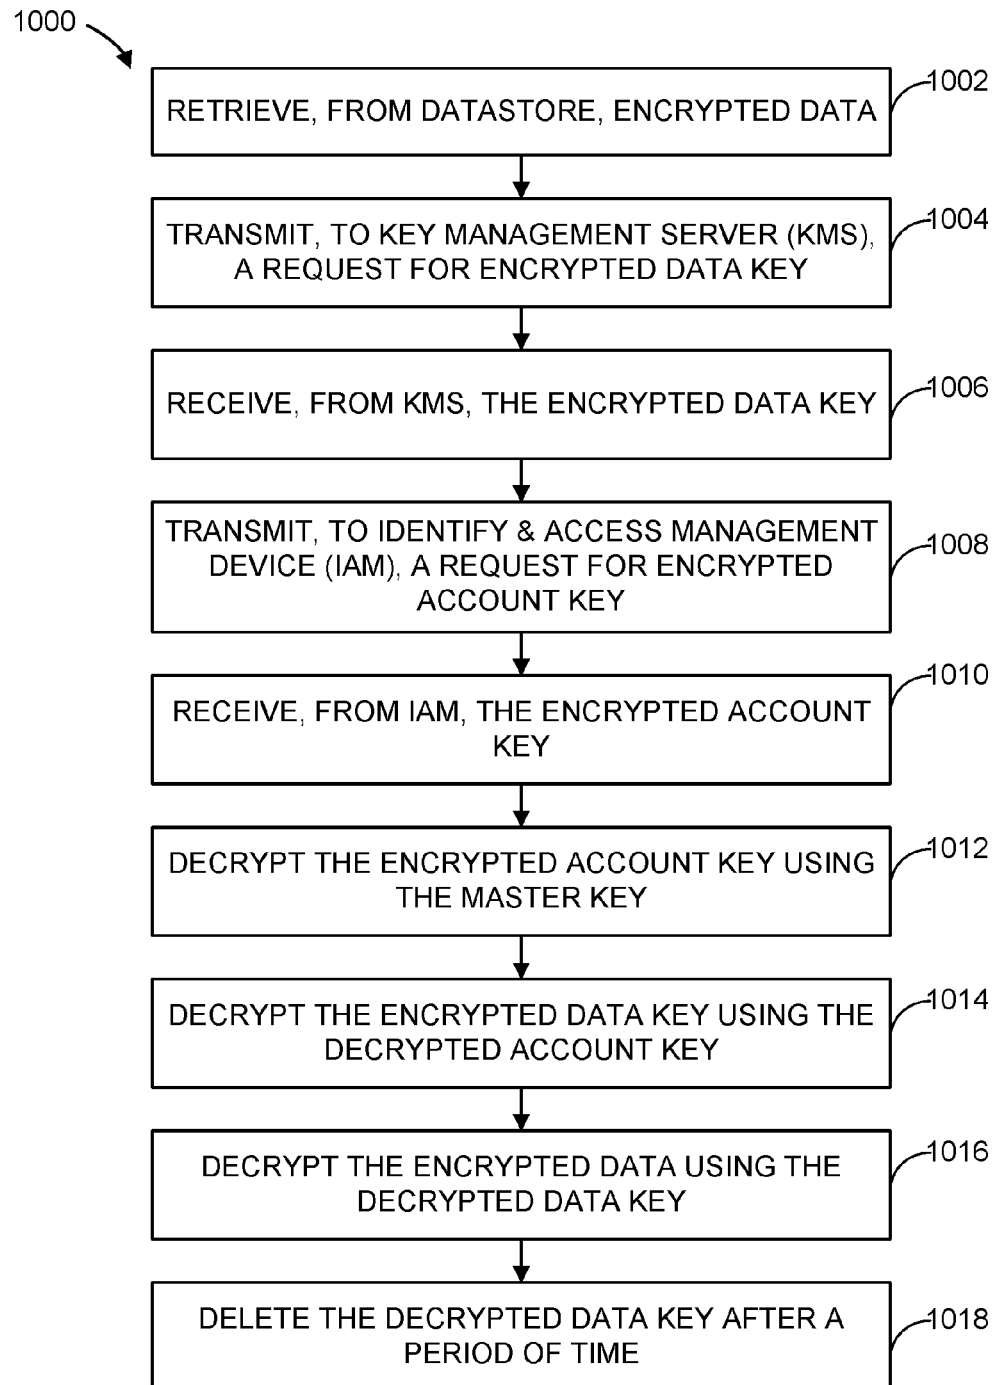 1000
RETRIEVE, FROM DATASTORE, ENCRYPTED DATA
1002
TRANSMIT, TO KEY MANAGEMENT SERVER (KMS),
A REQUEST FOR ENCRYPTED DATA KEY
1004
RECEIVE, FROM KMS, THE ENCRYPTED DATA KEY
1006
TRANSMIT, TO IDENTIFY & ACCESS MANAGEMENT
DEVICE (IAM), A REQUEST FOR ENCRYPTED
ACCOUNT KEY
1008
RECEIVE, FROM IAM, THE ENCRYPTED ACCOUNT
KEY
1010
DECRYPT THE ENCRYPTED ACCOUNT KEY USING
THE MASTER KEY
1012
DECRYPT THE ENCRYPTED DATA KEY USING THE
DECRYPTED ACCOUNT KEY
1014
DECRYPT THE ENCRYPTED DATA USING THE
DECRYPTED DATA KEY
1016
DELETE THE DECRYPTED DATA KEY AFTER A
PERIOD OF TIME
1018